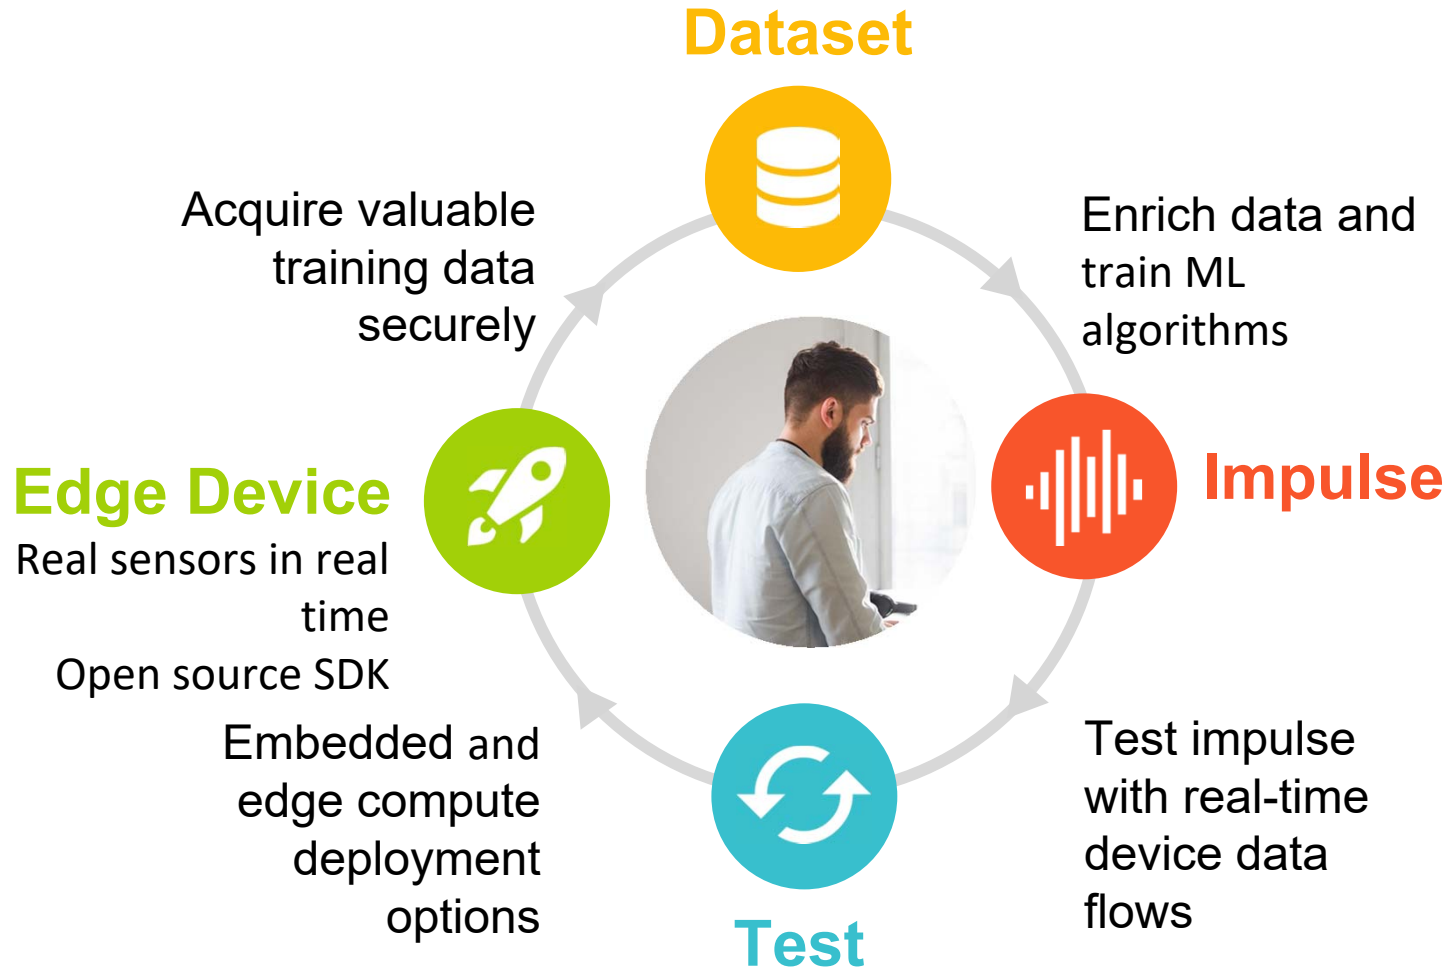 Dataset
Acquire valuable
training data
securely
Enrich data and
train ML
algorithms
Edge Device
Real sensors in real
time
Open source SDK
Impulse
Embedded and
edge compute
deployment
options
Test impulse
with real-time
device data
flows
Test